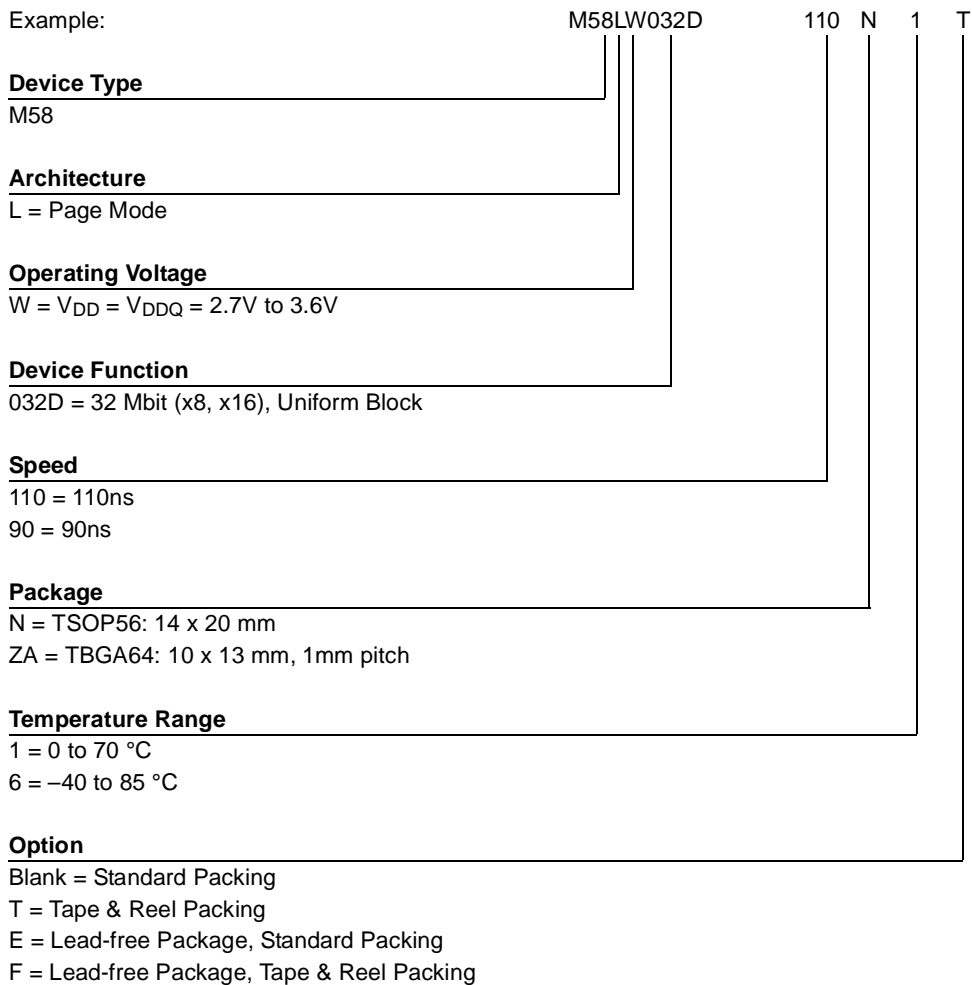 Example: M58LW032D 110 N 1 T
Device Type
M58
Architecture
L = Page Mode
Operating Voltage
W = VDD = VDDQ = 2.7V to 3.6V
Device Function
032D = 32 Mbit (x8, x16), Uniform Block
Speed
110 = 110ns
90 = 90ns
Package
N = TSOP56: 14 x 20 mm
ZA = TBGA64: 10 x 13 mm, 1mm pitch
Temperature Range
1 = 0 to 70 °C
6 = –40 to 85 °C
Option
Blank = Standard Packing
T = Tape & Reel Packing
E = Lead-free Package, Standard Packing
F = Lead-free Package, Tape & Reel Packing